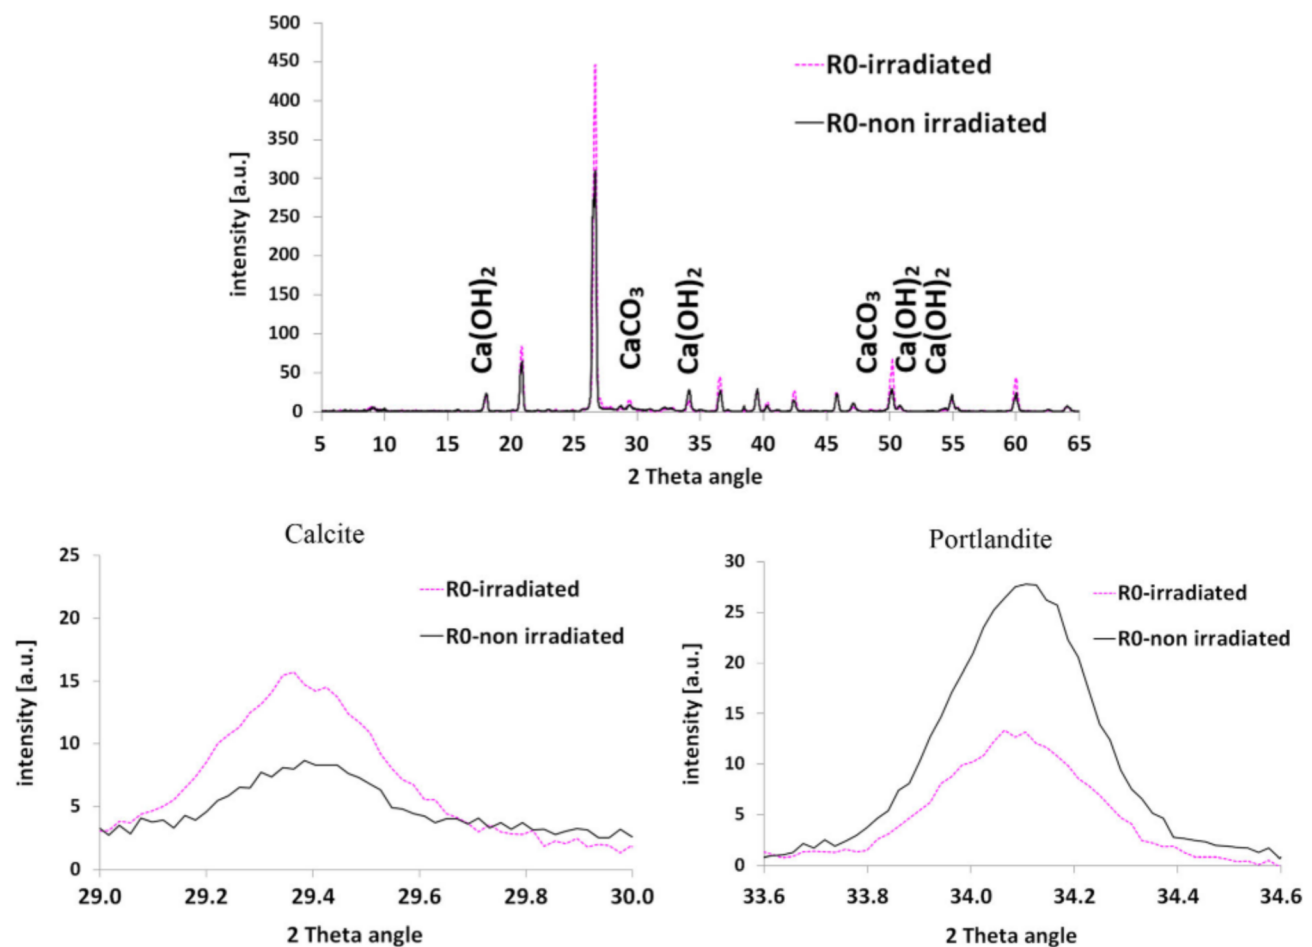 500
450
400
350
300
250
200
150
100
50
0
intensity [a.u.]
R0-irradiated
R0-non irradiated
Ca(OH)₂
CaCO₃
Ca(OH)₂
CaCO₃
Ca(OH)₂
Ca(OH)₂
5 10 15 20 25 30 35 40 45 50 55 60 65
2 Theta angle
Calcite
25
20
15
10
5
0
intensity [a.u.]
R0-irradiated
R0-non irradiated
29.0 29.2 29.4 29.6 29.8 30.0
2 Theta angle
Portlandite
30
25
20
15
10
5
0
intensity [a.u.]
R0-irradiated
R0-non irradiated
33.6 33.8 34.0 34.2 34.4 34.6
2 Theta angle